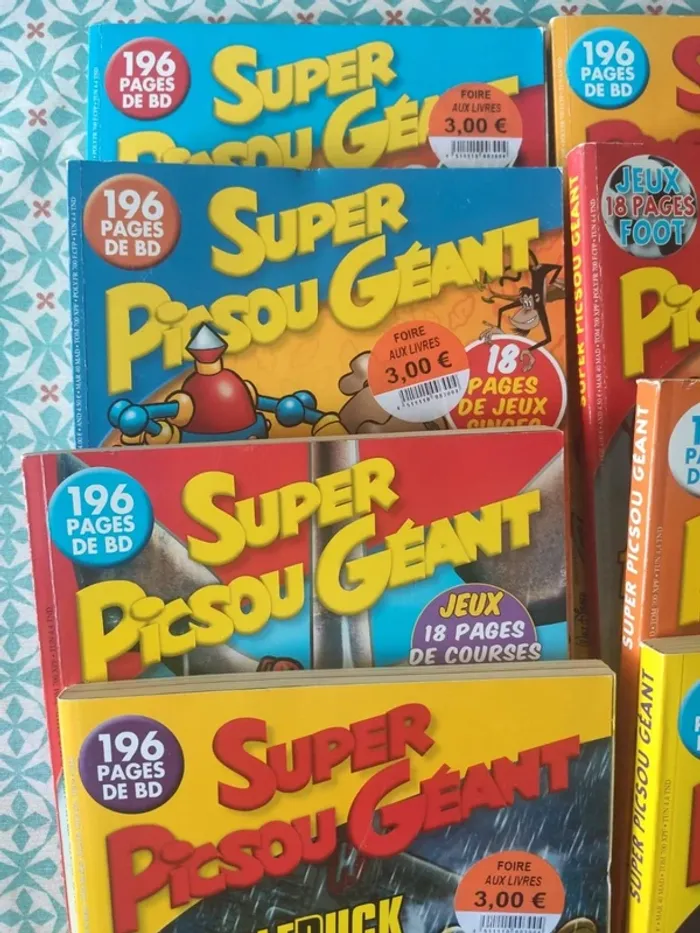 196
PAGES
DE BD
SUPER
PICSOU GÉANT
FOIRE
AUX LIVRES
3,00 €
196
PAGES
DE BD
196
PAGES
DE BD
SUPER
PICSOU GÉANT
FOIRE
AUX LIVRES
3,00 €
18
PAGES
DE JEUX
SINGES
SUPER PICSOU GÉANT
JEUX
18 PAGES
FOOT
196
PAGES
DE BD
SUPER
PICSOU GÉANT
JEUX
18 PAGES
DE COURSES
SUPER PICSOU GÉANT
196
PAGES
DE BD
SUPER
PICSOU GÉANT
FOIRE
AUX LIVRES
3,00 €
SUPER PICSOU GÉANT